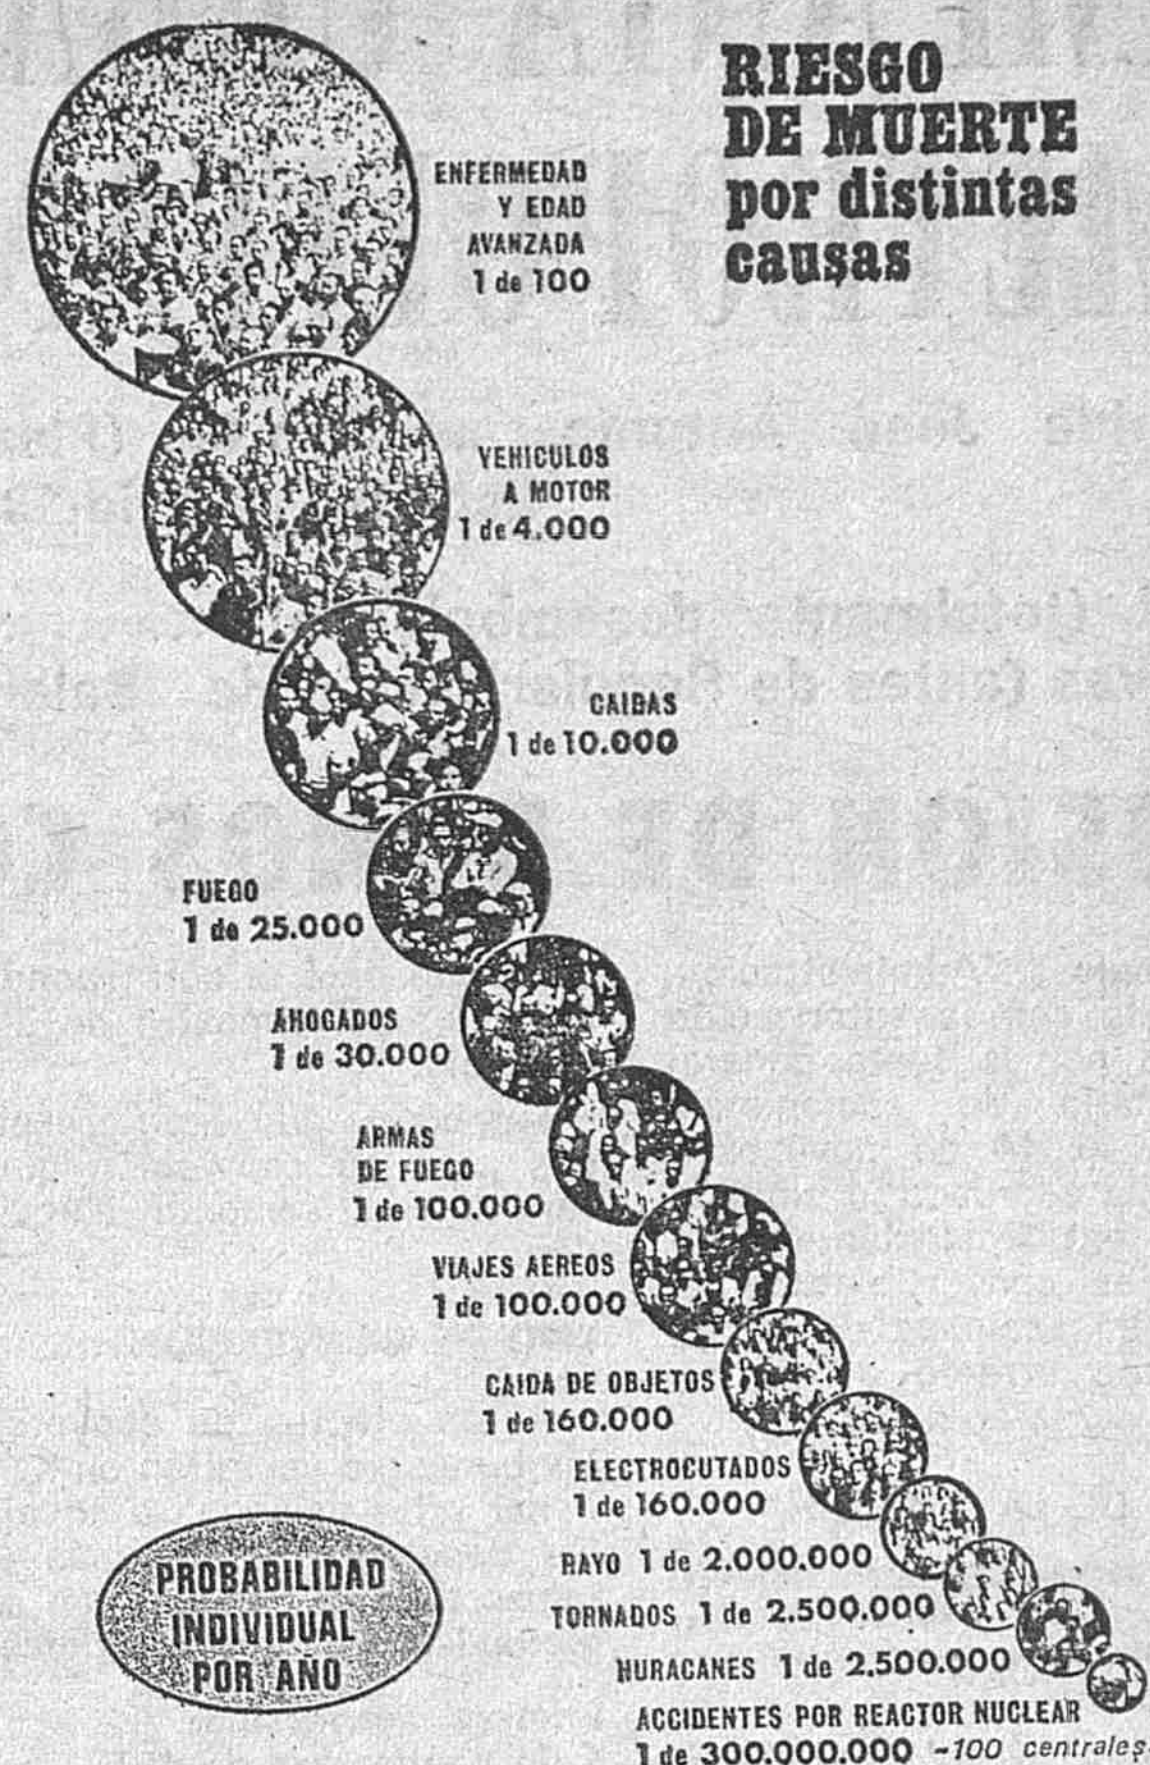 RIESGO
DE MUERTE
por distintas
causas
ENFERMEDAD
Y EDAD
AVANZADA
1 de 100
VEHICULOS
A MOTOR
1 de 4.000
CAIDAS
1 de 10.000
FUEGO
1 de 25.000
AHOGADOS
1 de 30.000
ARMAS
DE FUEGO
1 de 100.000
VIAJES AEREOS
1 de 100.000
CAIDA DE OBJETOS
1 de 160.000
ELECTROCUTADOS
1 de 160.000
RAYO 1 de 2.000.000
TORNADOS 1 de 2.500.000
HURACANES 1 de 2.500.000
ACCIDENTES POR REACTOR NUCLEAR
1 de 300.000.000 -100 centrales-
PROBABILIDAD
INDIVIDUAL
POR AÑO